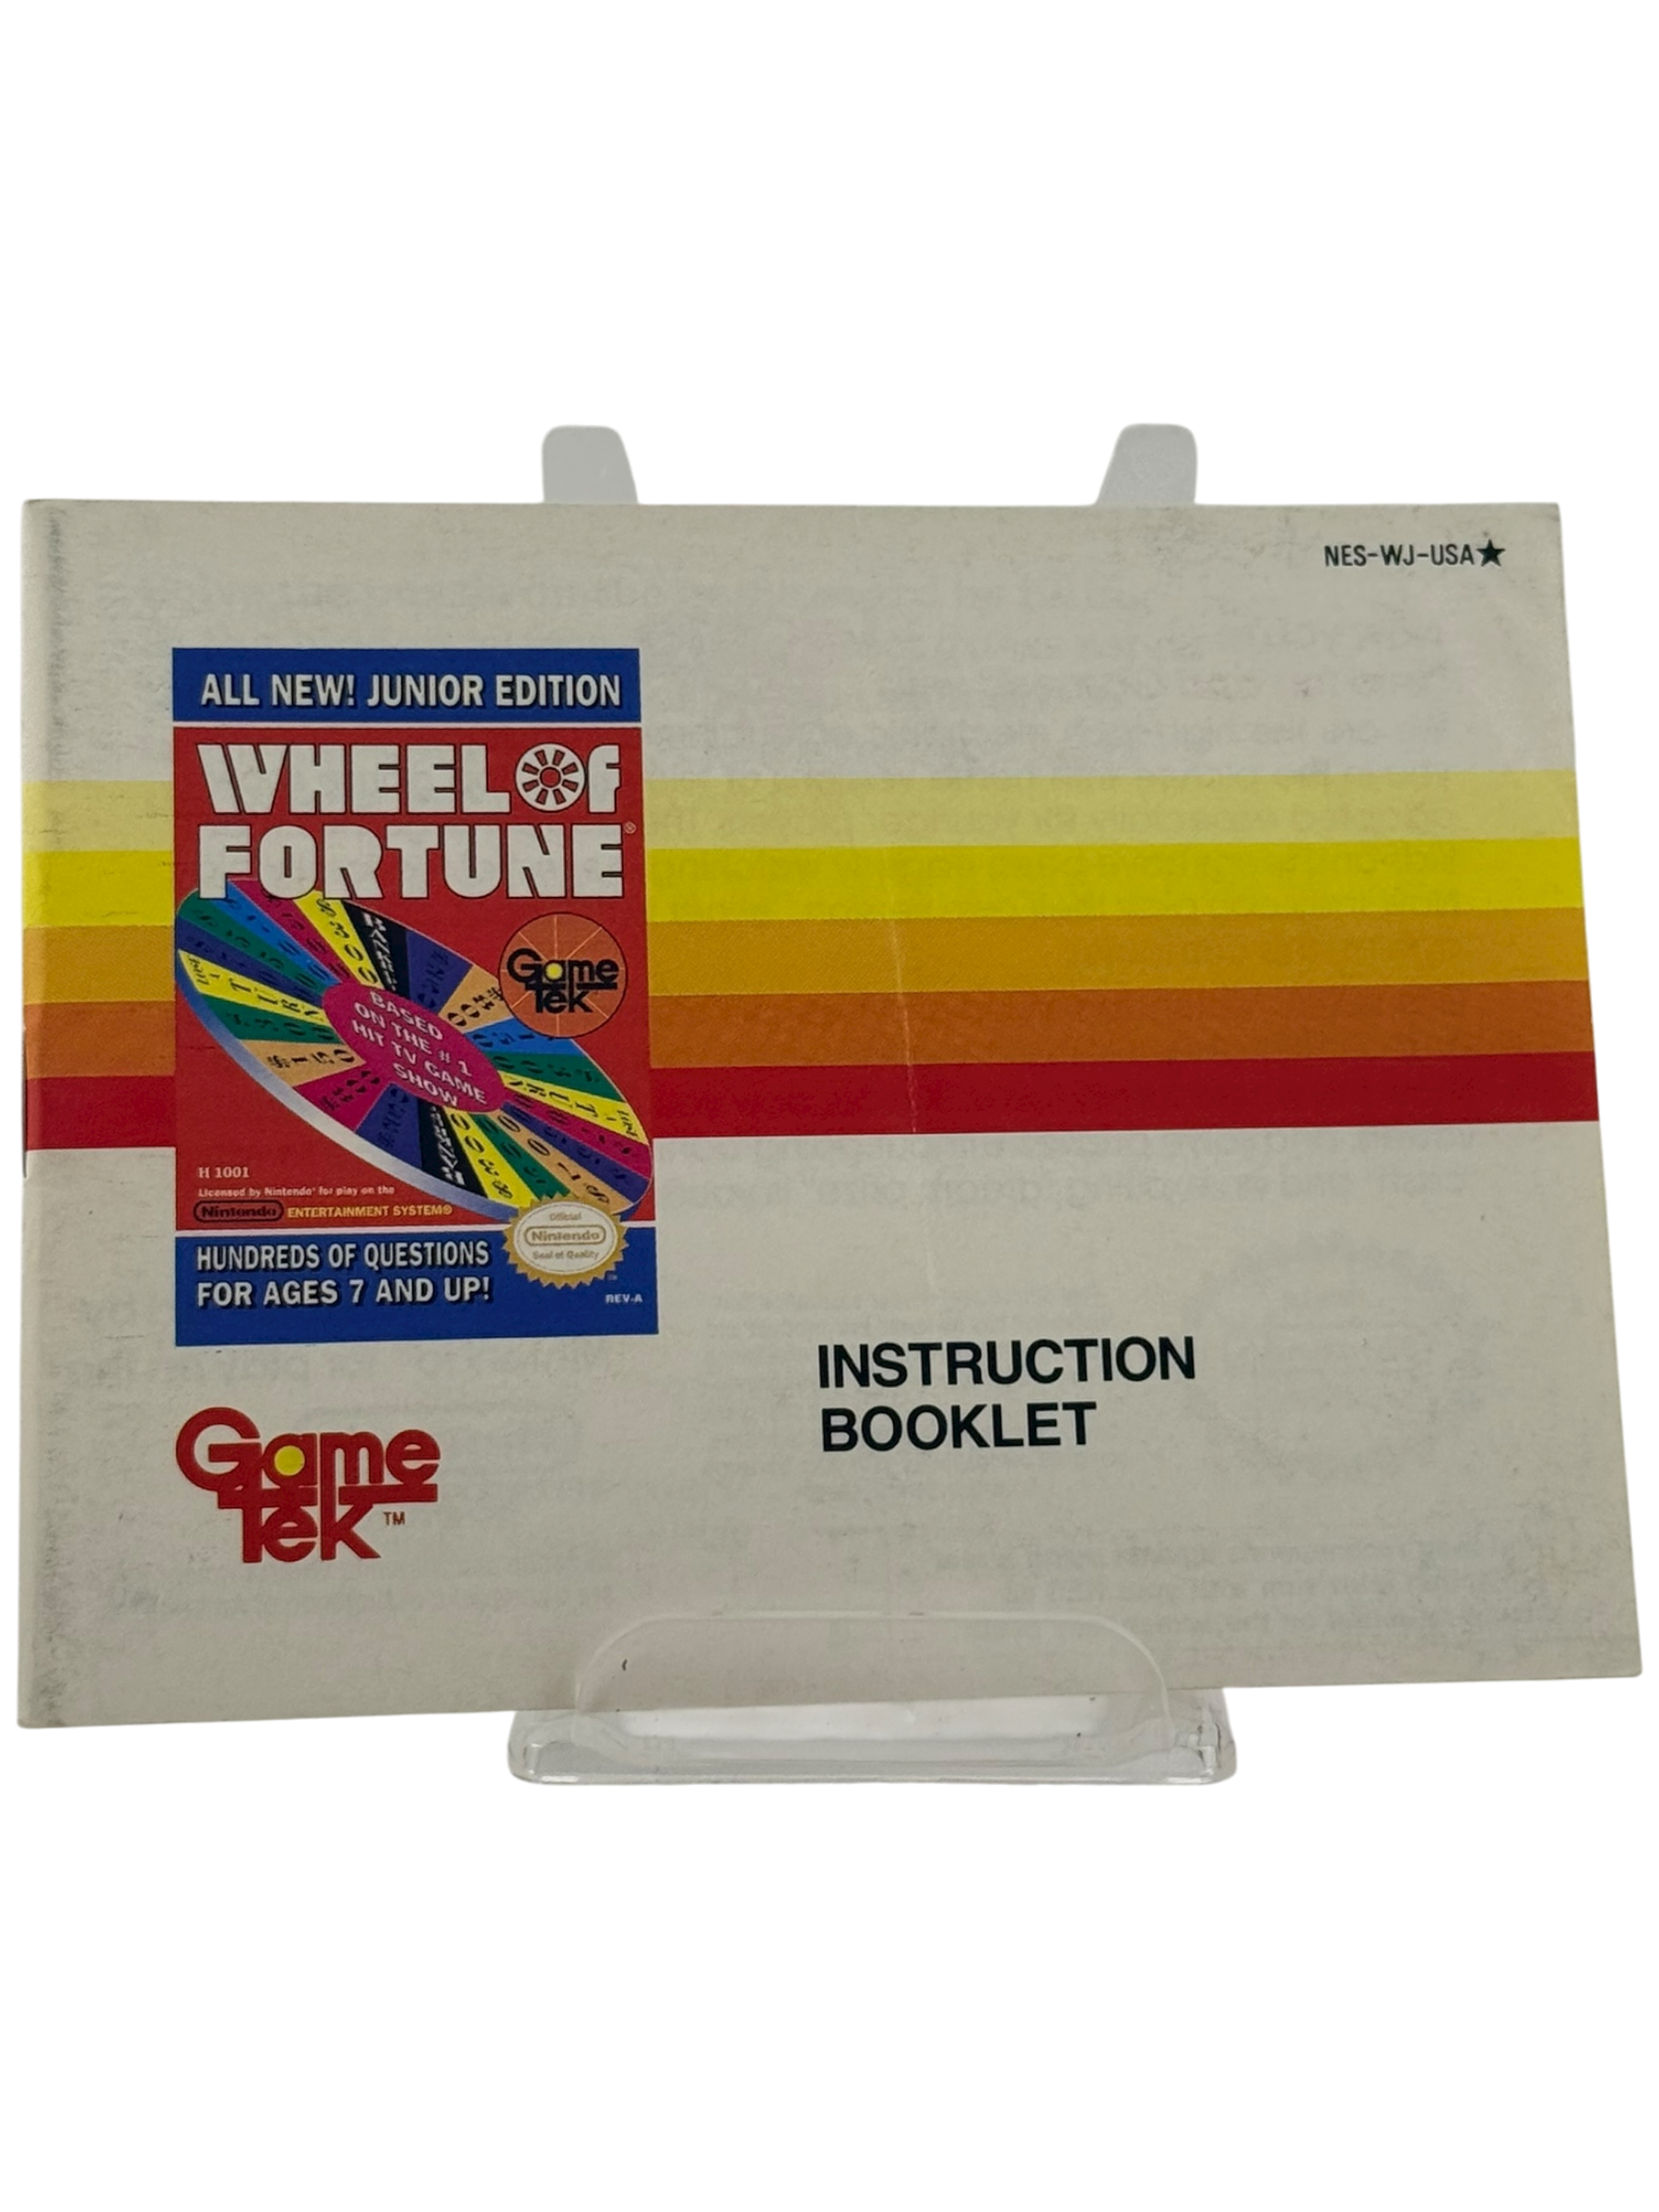 NES-WJ-USA★
ALL NEW! JUNIOR EDITION
WHEEL OF
FORTUNE®
Game
Tek
BASED
ON THE #1
HIT TV GAME
SHOW
H 1001
Licensed by Nintendo® for play on the
Nintendo ENTERTAINMENT SYSTEM®
Official
Nintendo
Seal of Quality
TM
HUNDREDS OF QUESTIONS
FOR AGES 7 AND UP!
REV-A
INSTRUCTION
BOOKLET
Game
Tek™